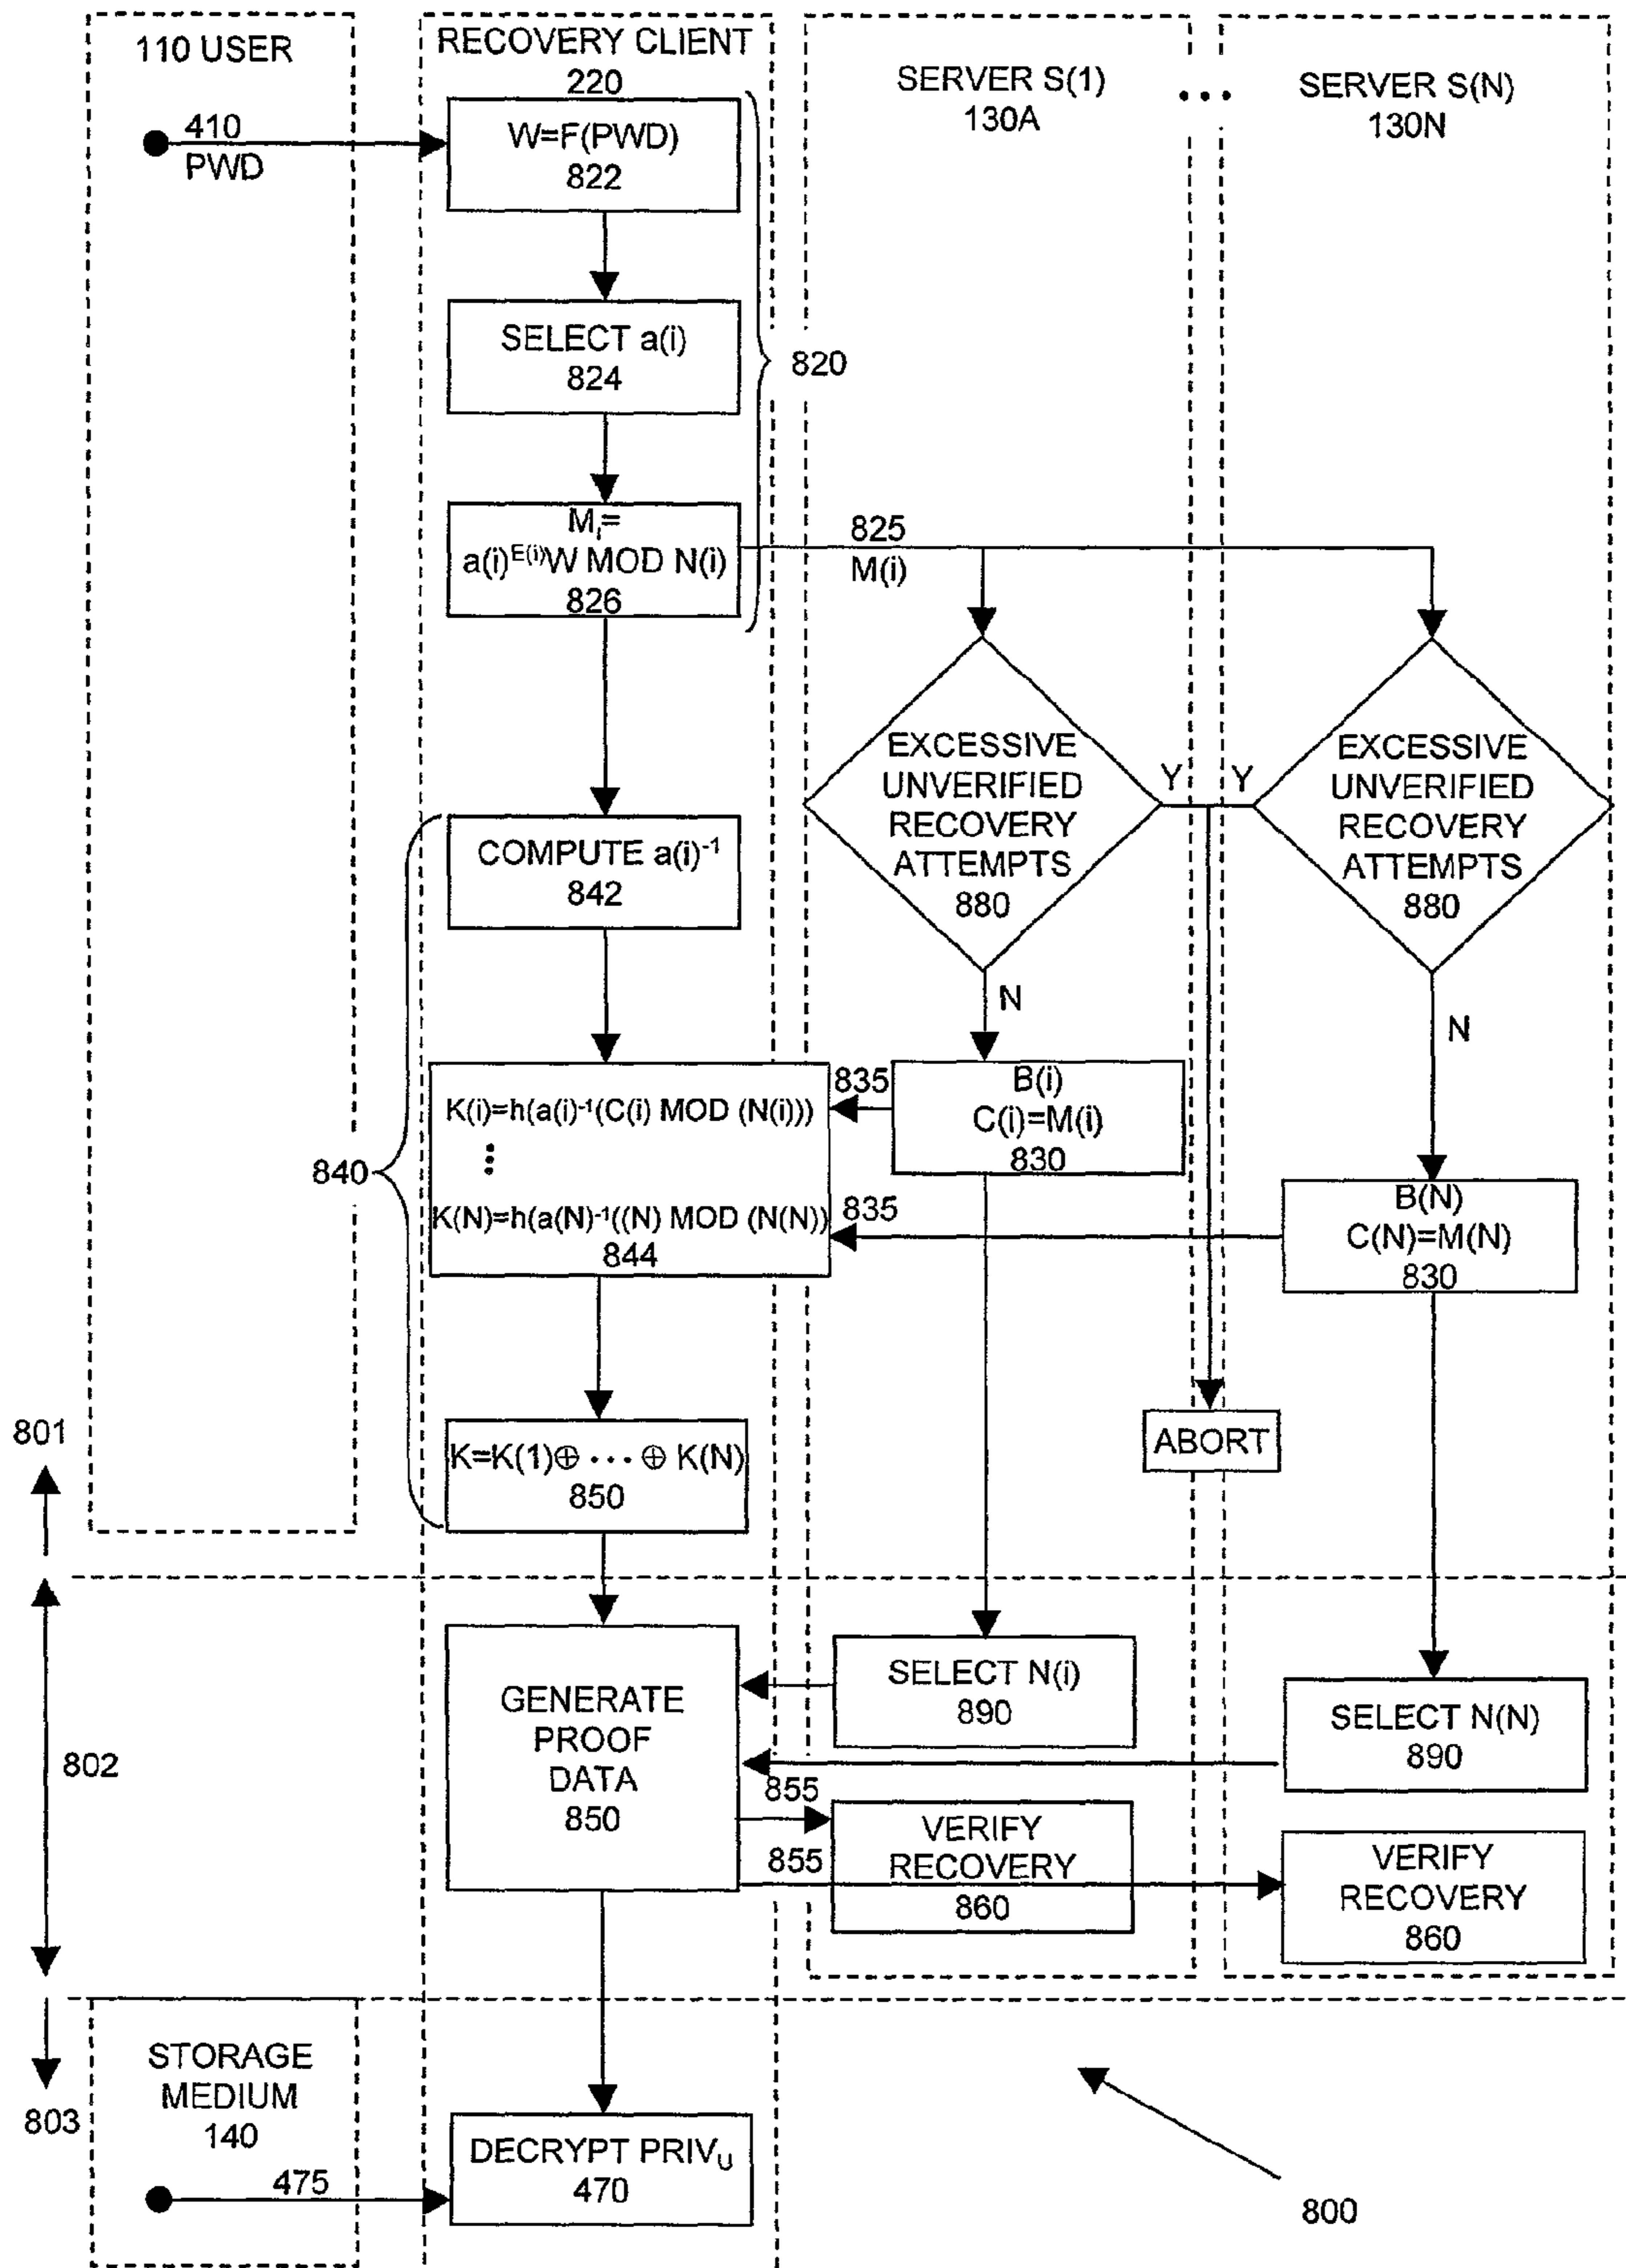 110 USER
RECOVERY CLIENT
220
SERVER S(1)
130A
•••
SERVER S(N)
130N
410
PWD
W=F(PWD)
822
SELECT a(i)
824
820
M_i=
a(i)^E(i)W MOD N(i)
826
825
M(i)
EXCESSIVE
UNVERIFIED
RECOVERY
ATTEMPTS
880
Y
Y
EXCESSIVE
UNVERIFIED
RECOVERY
ATTEMPTS
880
COMPUTE a(i)⁻¹
842
N
N
840
K(i)=h(a(i)⁻¹(C(i) MOD (N(i)))
⋮
K(N)=h(a(N)⁻¹((N) MOD (N(N))
844
835
B(i)
C(i)=M(i)
830
835
B(N)
C(N)=M(N)
830
801
K=K(1)⊕ ••• ⊕ K(N)
850
ABORT
802
GENERATE
PROOF
DATA
850
SELECT N(i)
890
SELECT N(N)
890
855
VERIFY
RECOVERY
860
855
VERIFY
RECOVERY
860
803
STORAGE
MEDIUM
140
475
DECRYPT PRIV_U
470
800